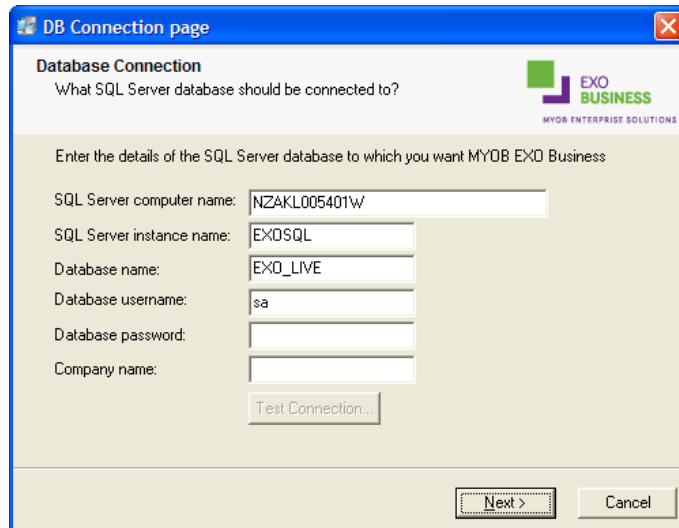 DB Connection page
Database Connection
What SQL Server database should be connected to?
EXO
BUSINESS
MYOB ENTERPRISE SOLUTIONS
Enter the details of the SQL Server database to which you want MYOB EXO Business
SQL Server computer name: NZAKL005401W
SQL Server instance name: EXOSQL
Database name: EXO_LIVE
Database username: sa
Database password:
Company name:
Test Connection...
Next > Cancel